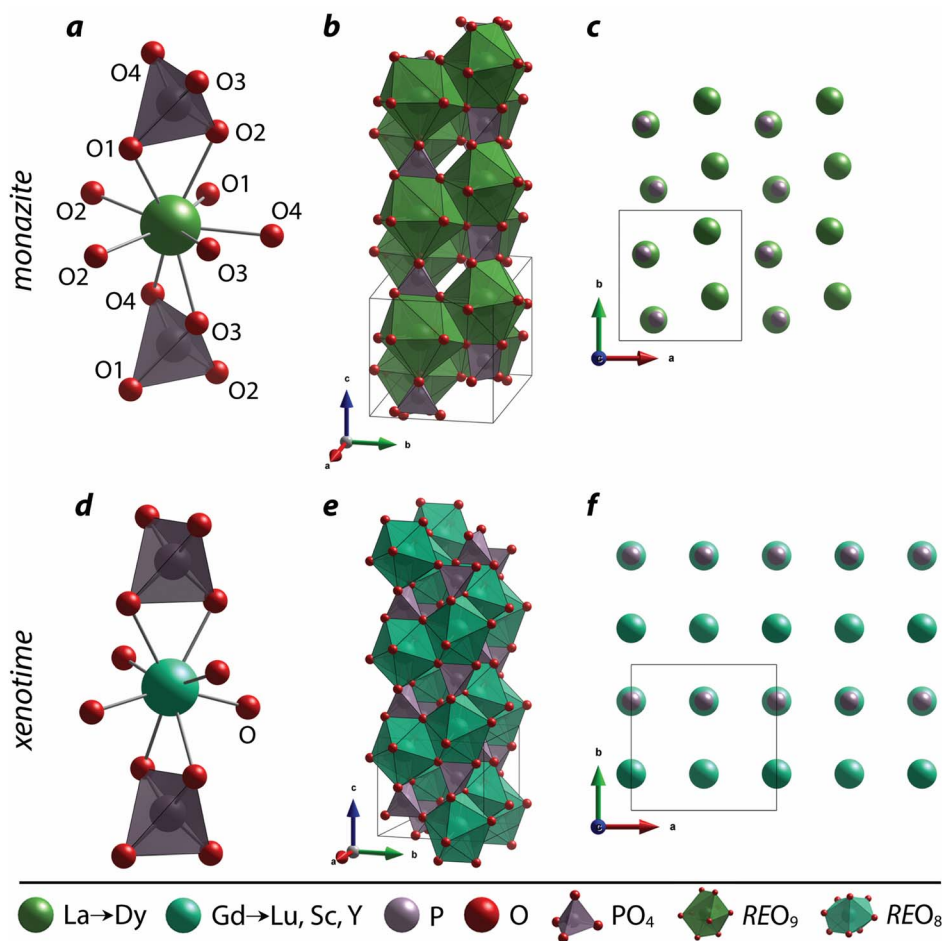 a
b
c
O4
O3
O1
O2
O2
O1
O4
O2
O3
O4
O3
O1
O2
monazite
c
b
a
b
c
a
d
e
f
O
xenotime
c
b
a
b
c
a
La→Dy
Gd→Lu, Sc, Y
P
O
PO4
REO9
REO8